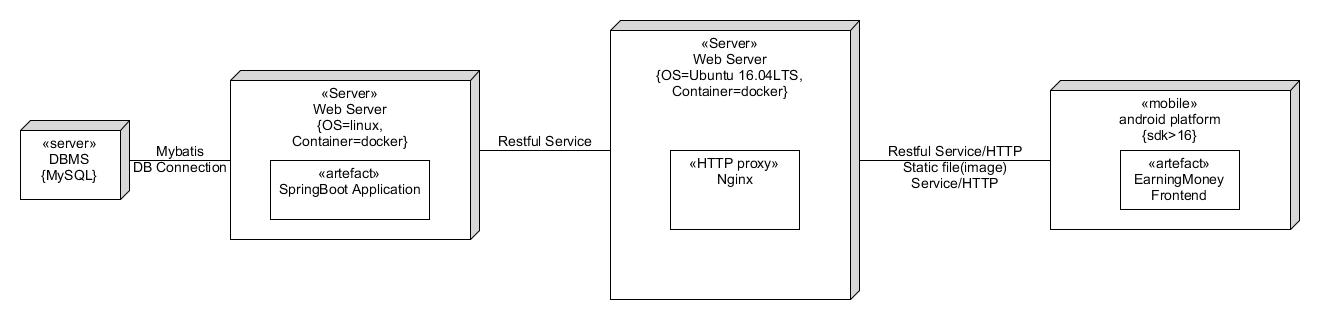 «server»
DBMS
{MySQL}
Mybatis
DB Connection
«Server»
Web Server
{OS=linux,
Container=docker}
«artefact»
SpringBoot Application
Restful Service
«Server»
Web Server
{OS=Ubuntu 16.04LTS,
Container=docker}
«HTTP proxy»
Nginx
Restful Service/HTTP
Static file(image)
Service/HTTP
«mobile»
android platform
{sdk>16}
«artefact»
EarningMoney
Frontend